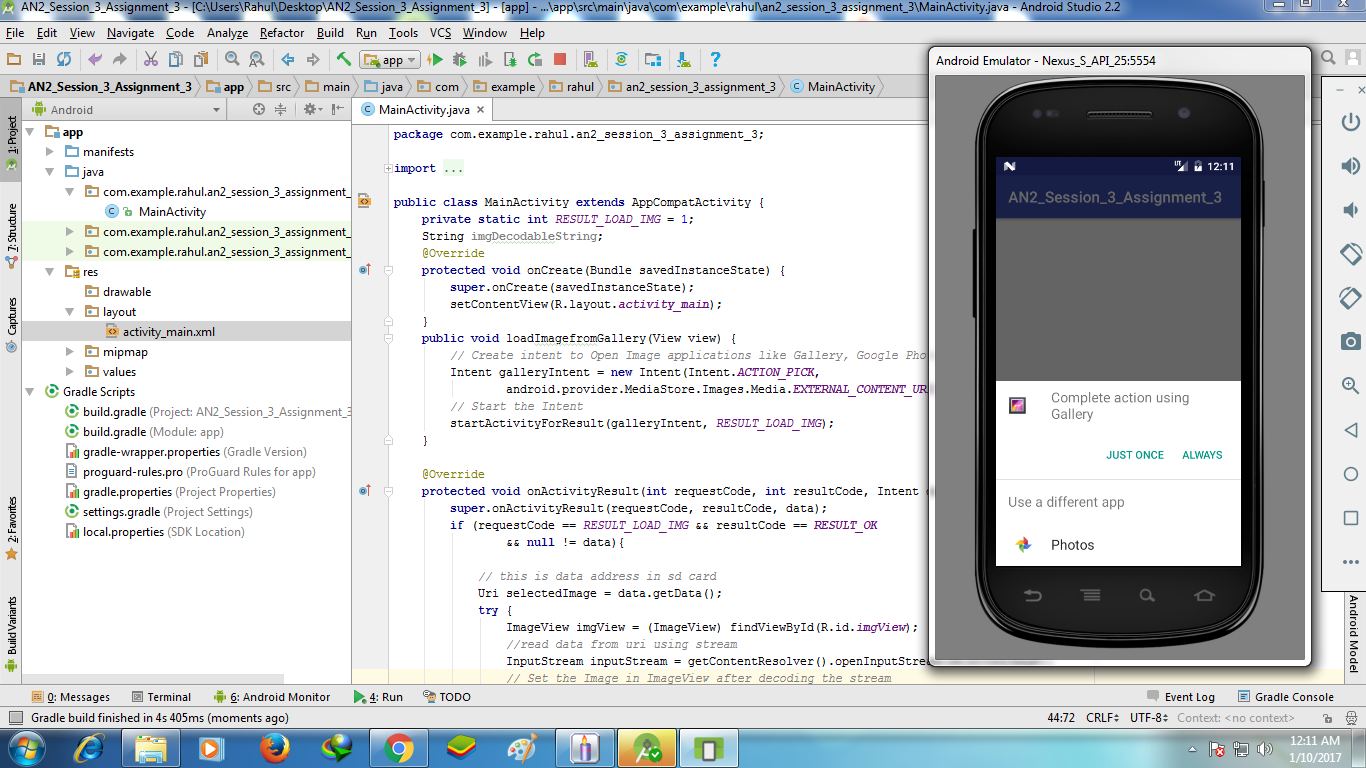 AN2_Session_3_Assignment_3 - [C:\Users\Rahul\Desktop\AN2_Session_3_Assignment_3] - [app] - ...\app\src\main\java\com\example\rahul\an2_session_3_assignment_3\MainActivity.java - Android Studio 2.2
File Edit View Navigate Code Analyze Refactor Build Run Tools VCS Window Help
app
AN2_Session_3_Assignment_3 app src main java com example rahul an2_session_3_assignment_3 MainActivity
Android
MainActivity.java
1: Project
7: Structure
Captures
2: Favorites
Build Variants
app
manifests
java
com.example.rahul.an2_session_3_assignment_
MainActivity
com.example.rahul.an2_session_3_assignment_
com.example.rahul.an2_session_3_assignment_
res
drawable
layout
activity_main.xml
mipmap
values
Gradle Scripts
build.gradle (Project: AN2_Session_3_Assignment_3
build.gradle (Module: app)
gradle-wrapper.properties (Gradle Version)
proguard-rules.pro (ProGuard Rules for app)
gradle.properties (Project Properties)
settings.gradle (Project Settings)
local.properties (SDK Location)
package com.example.rahul.an2_session_3_assignment_3;
import ...
public class MainActivity extends AppCompatActivity {
private static int RESULT_LOAD_IMG = 1;
String imgDecodableString;
@Override
protected void onCreate(Bundle savedInstanceState) {
super.onCreate(savedInstanceState);
setContentView(R.layout.activity_main);
}
public void loadImagefromGallery(View view) {
// Create intent to Open Image applications like Gallery, Google Pho
Intent galleryIntent = new Intent(Intent.ACTION_PICK,
android.provider.MediaStore.Images.Media.EXTERNAL_CONTENT_UR
// Start the Intent
startActivityForResult(galleryIntent, RESULT_LOAD_IMG);
}
@Override
protected void onActivityResult(int requestCode, int resultCode, Intent
super.onActivityResult(requestCode, resultCode, data);
if (requestCode == RESULT_LOAD_IMG && resultCode == RESULT_OK
&& null != data){
// this is data address in sd card
Uri selectedImage = data.getData();
try {
ImageView imgView = (ImageView) findViewById(R.id.imgView);
//read data from uri using stream
InputStream inputStream = getContentResolver().openInputStrea
// Set the Image in ImageView after decoding the stream
Android Emulator - Nexus_S_API_25:5554
12:11
AN2_Session_3_Assignment_3
Complete action using
Gallery
JUST ONCE ALWAYS
Use a different app
Photos
Android Model
0: Messages Terminal 6: Android Monitor 4: Run TODO Event Log Gradle Console
Gradle build finished in 4s 405ms (moments ago) 44:72 CRLF UTF-8 Context: <no context>
12:11 AM
1/10/2017